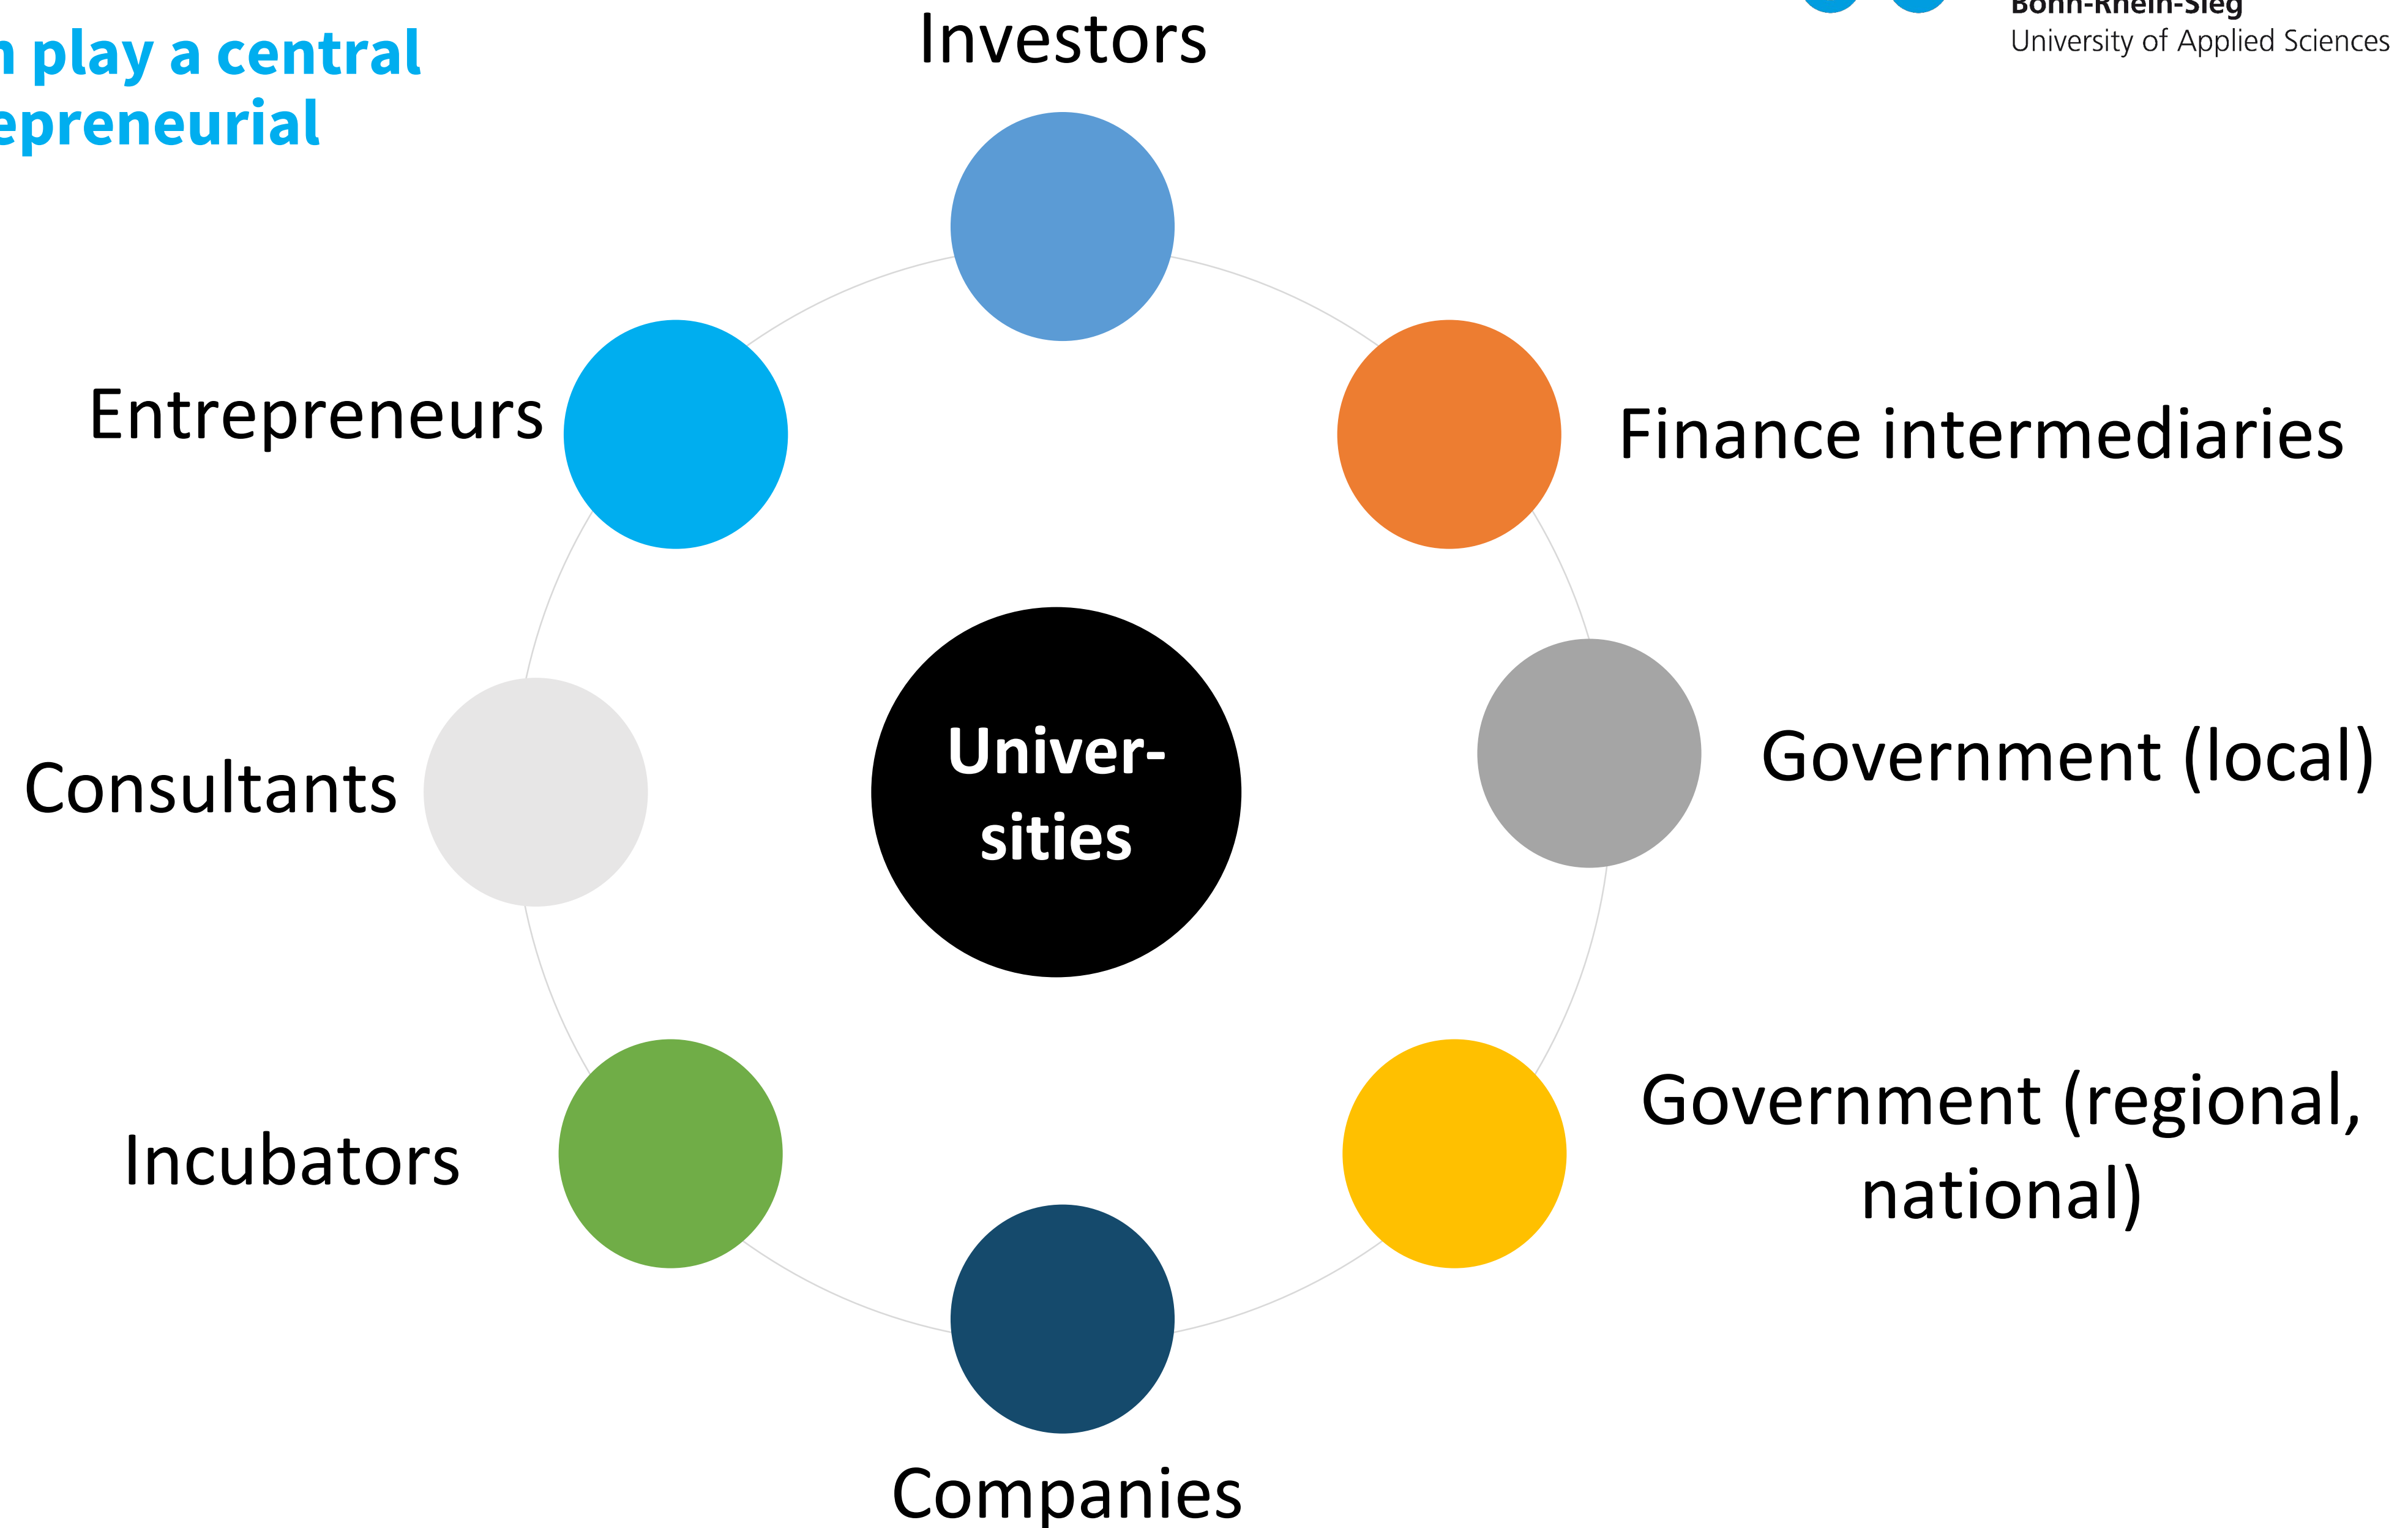 play a central
epreneurial
Bonn-Rhein-Sieg
University of Applied Sciences
Investors
Entrepreneurs
Finance intermediaries
Univer-
sities
Government (local)
Consultants
Government (regional,
national)
Incubators
Companies